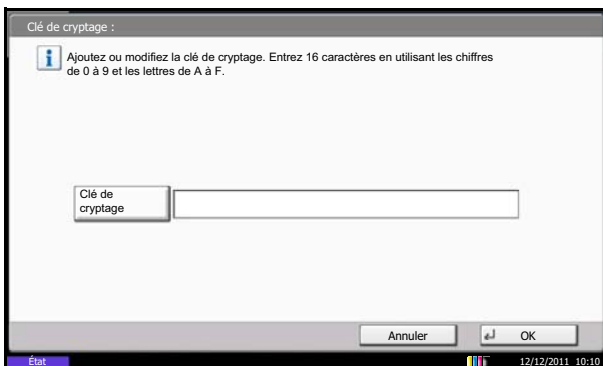 Clé de cryptage :
Ajoutez ou modifiez la clé de cryptage. Entrez 16 caractères en utilisant les chiffres
de 0 à 9 et les lettres de A à F.
Clé de
cryptage
Annuler
OK
État
12/12/2011 10:10